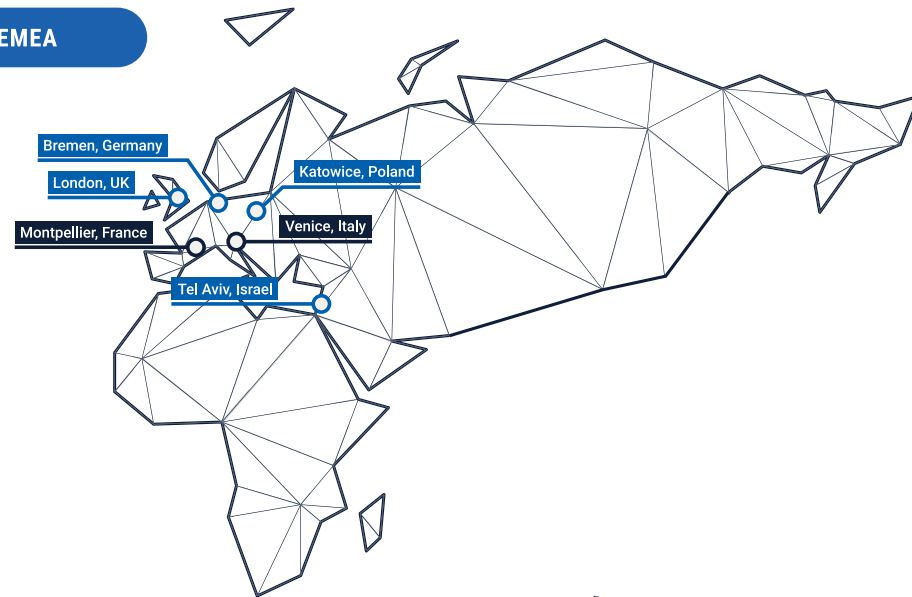 EMEA
Bremen, Germany
Katowice, Poland
London, UK
Venice, Italy
Montpellier, France
Tel Aviv, Israel